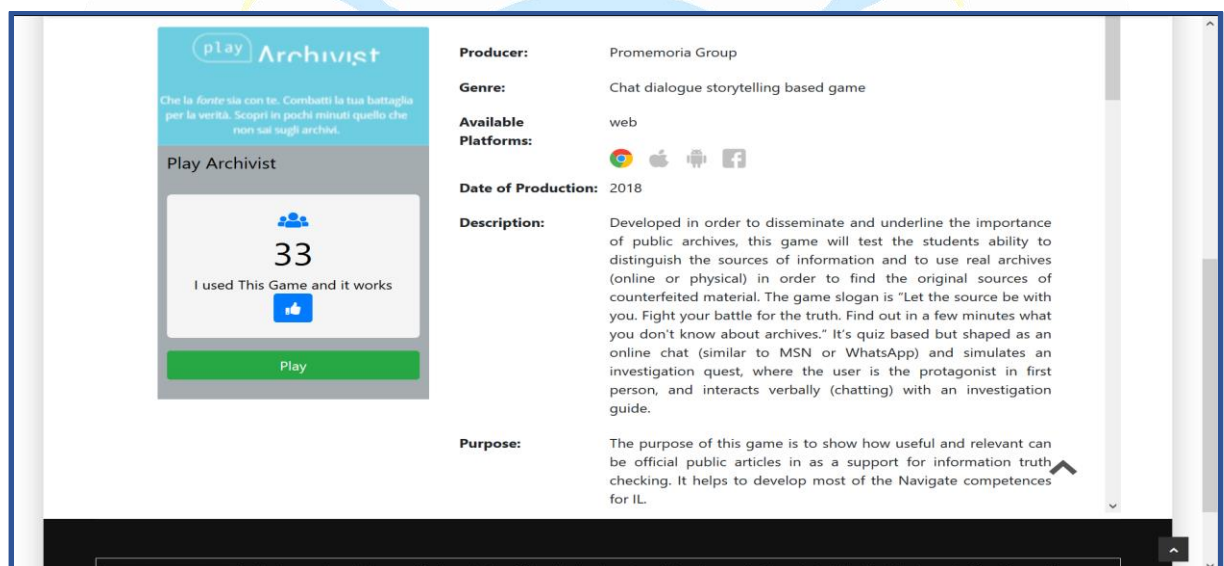 play Archivist
Che la fonte sia con te. Combatti la tua battaglia
per la verità. Scopri in pochi minuti quello che
non sai sugli archivi.
Play Archivist
33
I used This Game and it works
Play
Producer: Promemoria Group
Genre: Chat dialogue storytelling based game
Available Platforms: web
Date of Production: 2018
Description: Developed in order to disseminate and underline the importance
of public archives, this game will test the students ability to
distinguish the sources of information and to use real archives
(online or physical) in order to find the original sources of
counterfeited material. The game slogan is "Let the source be with
you. Fight your battle for the truth. Find out in a few minutes what
you don't know about archives." It's quiz based but shaped as an
online chat (similar to MSN or WhatsApp) and simulates an
investigation quest, where the user is the protagonist in first
person, and interacts verbally (chatting) with an investigation
guide.
Purpose: The purpose of this game is to show how useful and relevant can
be official public articles in as a support for information truth
checking. It helps to develop most of the Navigate competences
for IL.